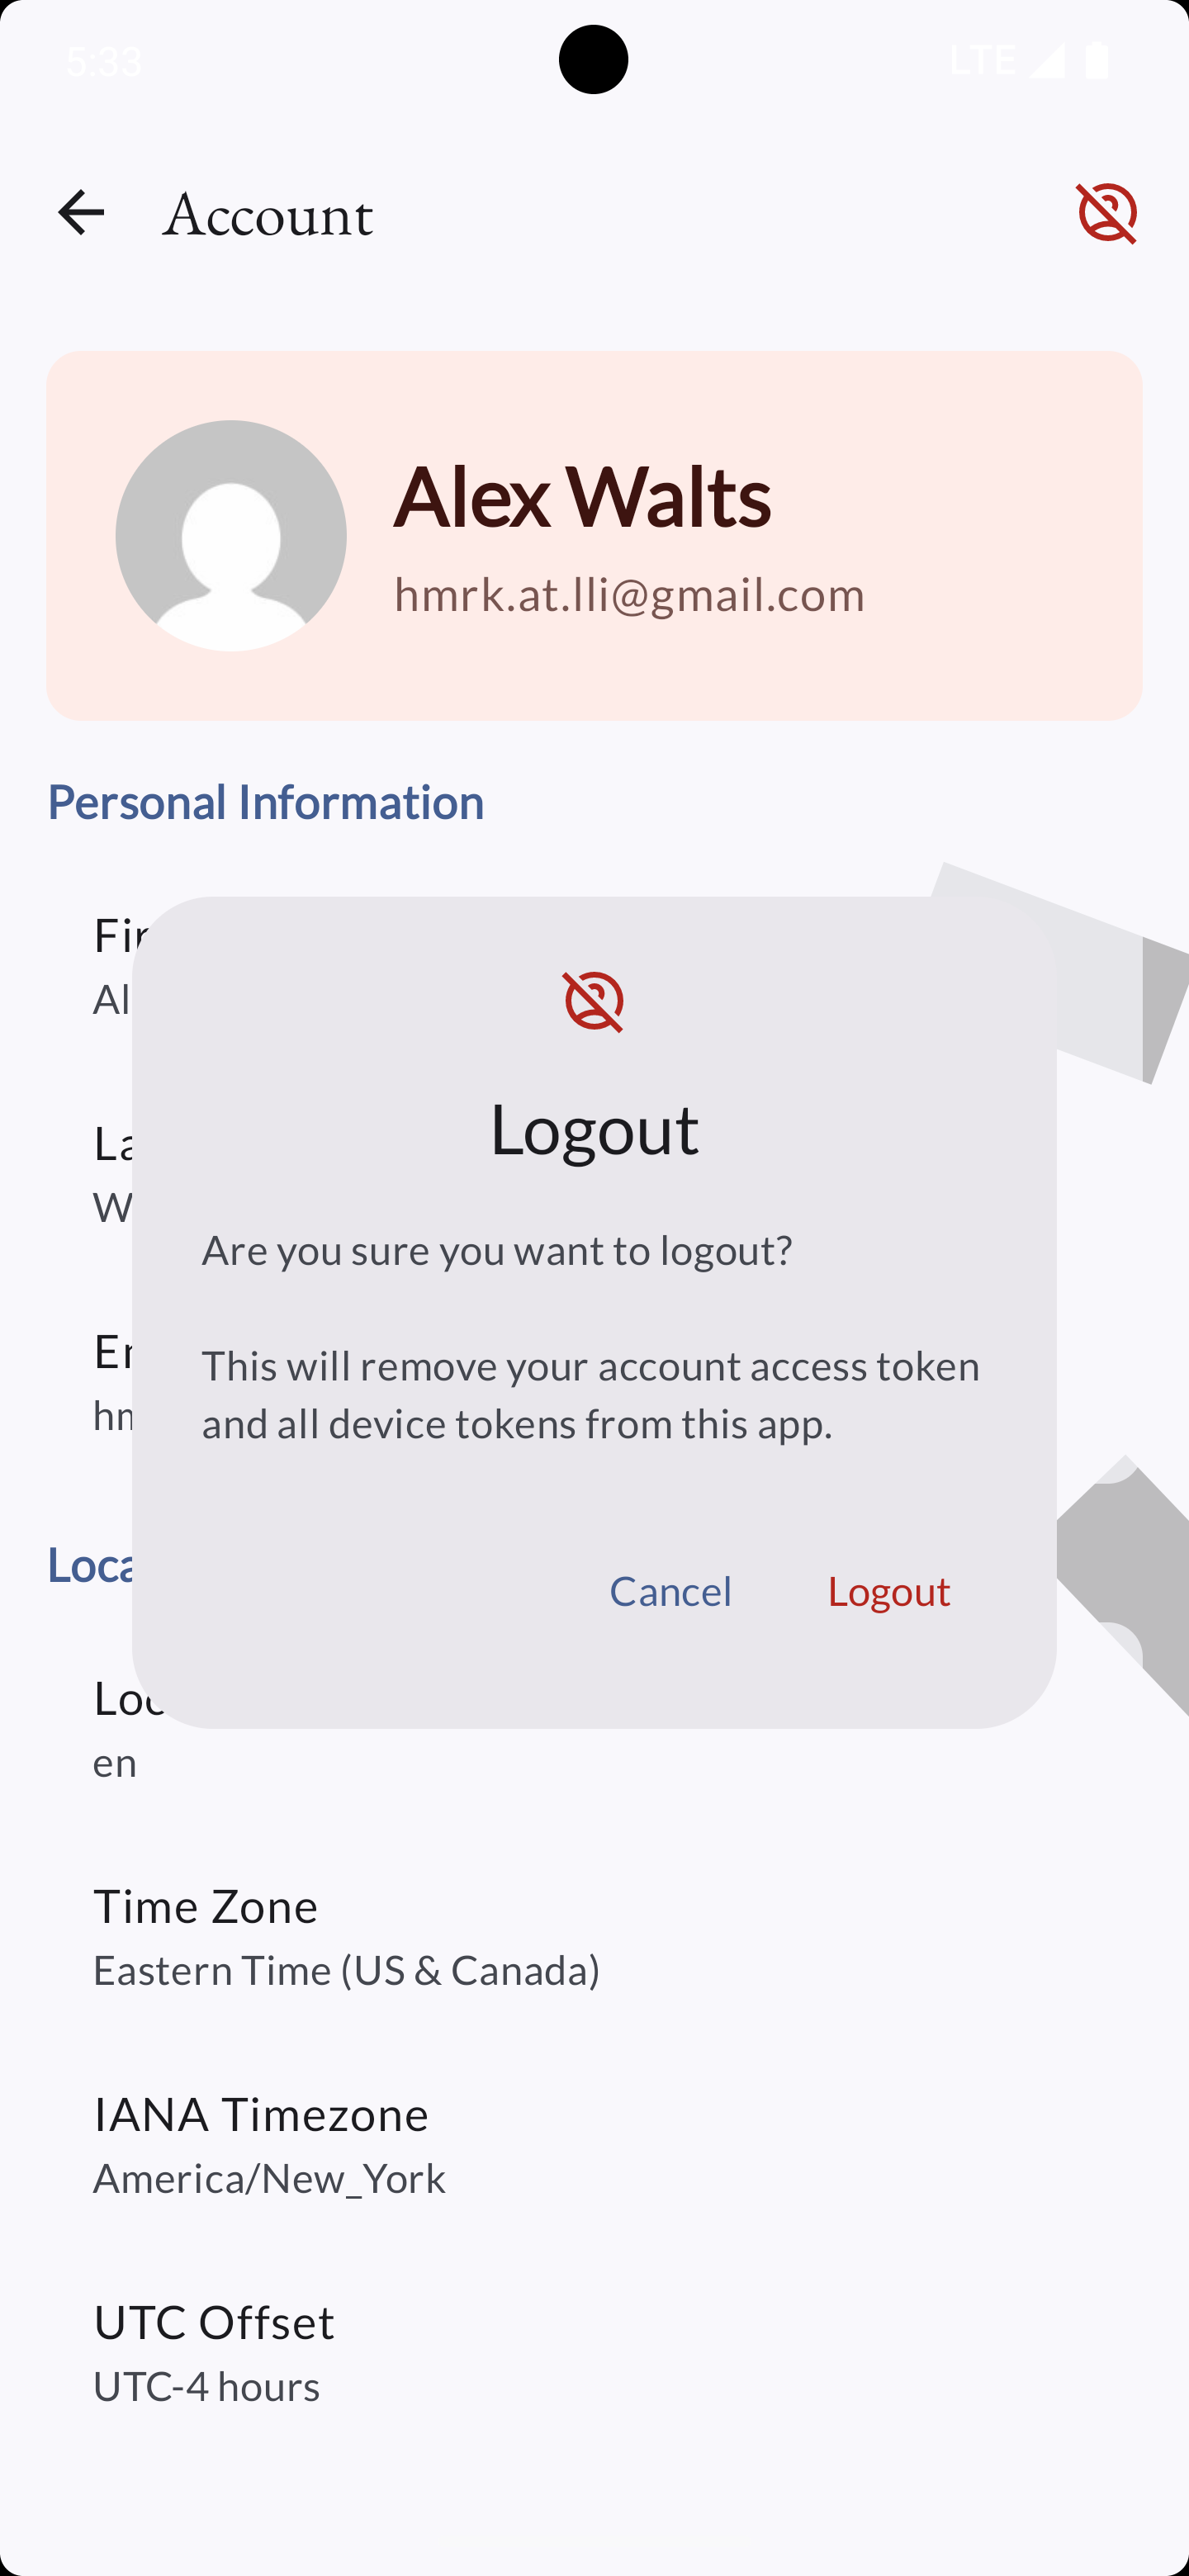 5:33
LTE
Account
Alex Walts
hmrk.at.lli@gmail.com
Personal Information
Fir
Al
La
W
hm
Logout
Are you sure you want to logout?
This will remove your account access token
and all device tokens from this app.
Cancel
Logout
Loca
Loc
en
Time Zone
Eastern Time (US & Canada)
IANA Timezone
America/New_York
UTC Offset
UTC-4 hours